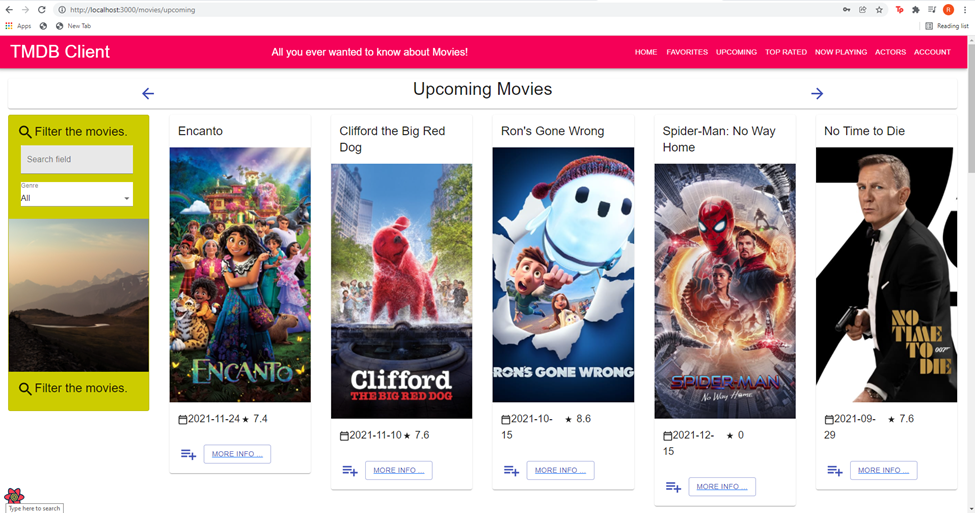 http://localhost:3000/movies/upcoming
R
Apps
New Tab
Reading list
TMDB Client
All you ever wanted to know about Movies!
HOME FAVORITES UPCOMING TOP RATED NOW PLAYING ACTORS ACCOUNT
Upcoming Movies
Filter the movies.
Search field
Genre
All
Filter the movies.
Encanto
ENCANTO
2021-11-24 ★ 7.4
MORE INFO ...
Clifford the Big Red
Dog
Clifford
THE BIG RED DOG
2021-11-10 ★ 7.6
MORE INFO ...
Ron's Gone Wrong
RON'S GONE WRONG
2021-10- ★ 8.6
15
MORE INFO ...
Spider-Man: No Way
Home
SPIDER-MAN
No Way Home
2021-12- ★ 0
15
MORE INFO ...
No Time to Die
NO
TIME
TO 007
DIE
2021-09- ★ 7.6
29
MORE INFO ...
Type here to search